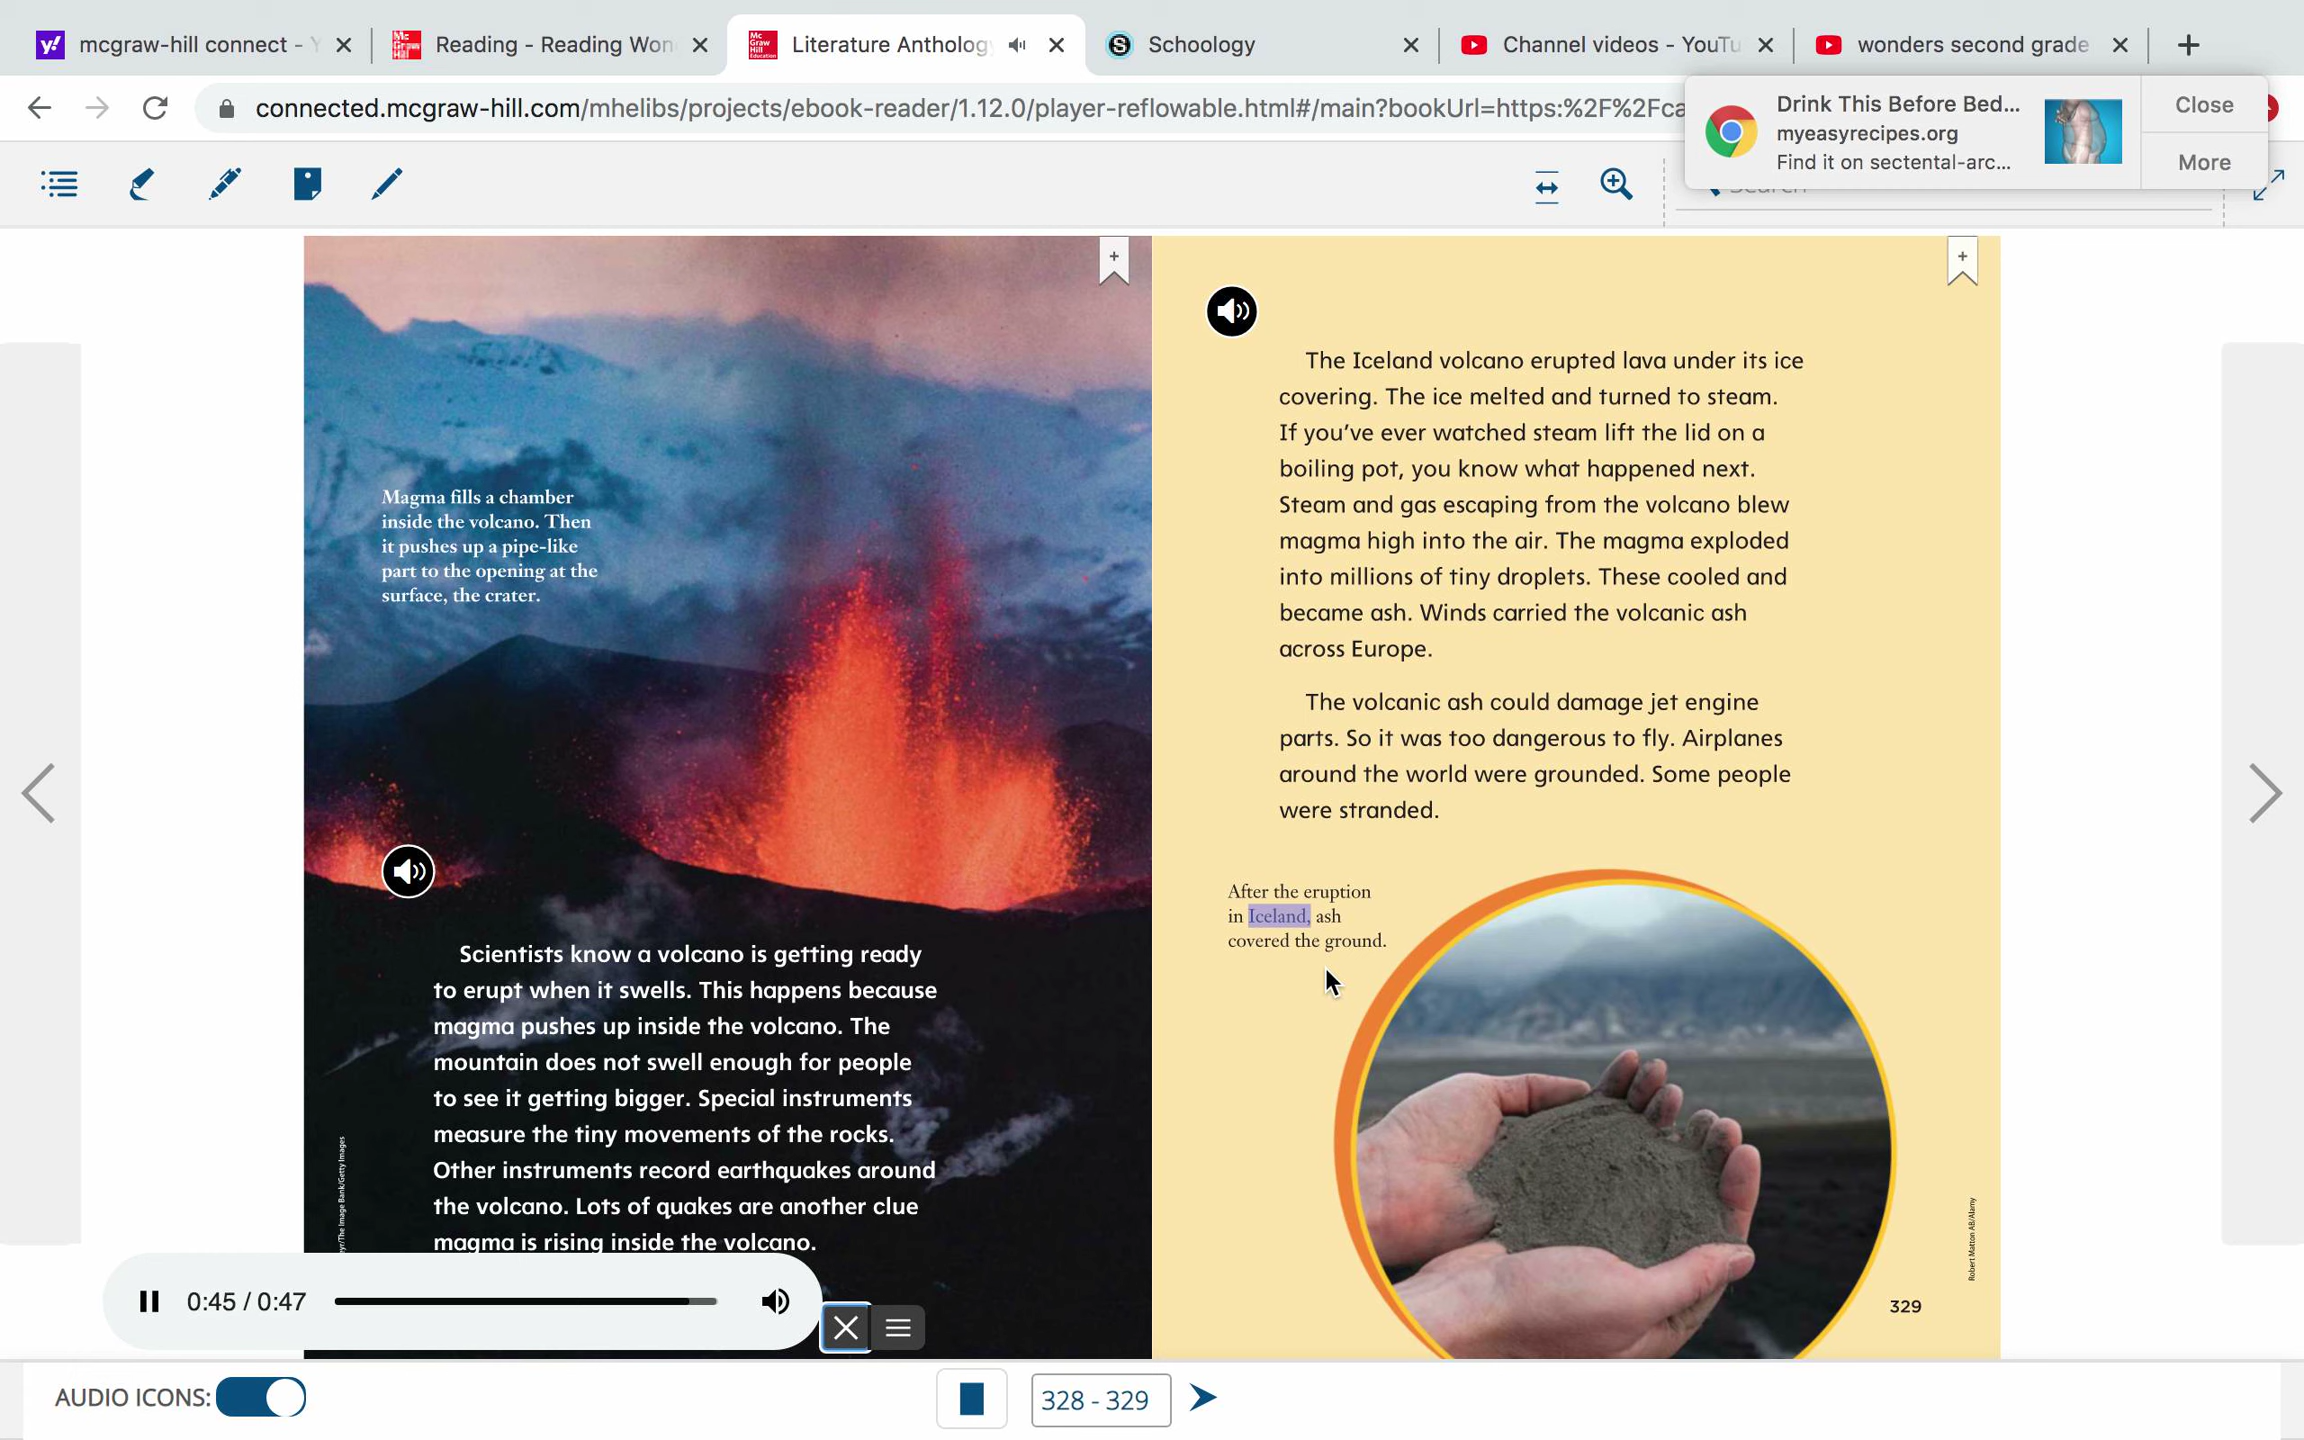 mcgraw-hill connect - Y
Reading - Reading Won
Literature Antholog
Schoology
Channel videos - YouTu
wonders second grade
connected.mcgraw-hill.com/mhelibs/projects/ebook-reader/1.12.0/player-reflowable.html#/main?bookUrl=https:%2F%2Fca
Drink This Before Bed...
myeasyrecipes.org
Find it on sectental-arc...
Close
More
Search
Magma fills a chamber
inside the volcano. Then
it pushes up a pipe-like
part to the opening at the
surface, the crater.
Scientists know a volcano is getting ready
to erupt when it swells. This happens because
magma pushes up inside the volcano. The
mountain does not swell enough for people
to see it getting bigger. Special instruments
measure the tiny movements of the rocks.
Other instruments record earthquakes around
the volcano. Lots of quakes are another clue
magma is rising inside the volcano.
The Iceland volcano erupted lava under its ice
covering. The ice melted and turned to steam.
If you’ve ever watched steam lift the lid on a
boiling pot, you know what happened next.
Steam and gas escaping from the volcano blew
magma high into the air. The magma exploded
into millions of tiny droplets. These cooled and
became ash. Winds carried the volcanic ash
across Europe.
The volcanic ash could damage jet engine
parts. So it was too dangerous to fly. Airplanes
around the world were grounded. Some people
were stranded.
After the eruption
in Iceland, ash
covered the ground.
Robert Matton AB/Alamy
329
0:45 / 0:47
AUDIO ICONS:
328 - 329